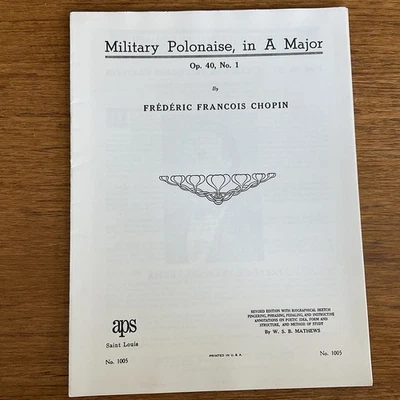 Military Polonaise, in A Major
Op. 40, No. 1
By
FRÉDÉRIC FRANCOIS CHOPIN
REVISED EDITION WITH BIOGRAPHICAL SKETCH
FINGERING, PHRASING, PEDALING, AND INSTRUCTIVE
ANNOTATIONS ON POETIC IDEA, FORM AND
STRUCTURE, AND METHOD OF STUDY
By W. S. B. MATHEWS
aps
Saint Louis
No. 1005
PRINTED IN U.S.A.
No. 1005